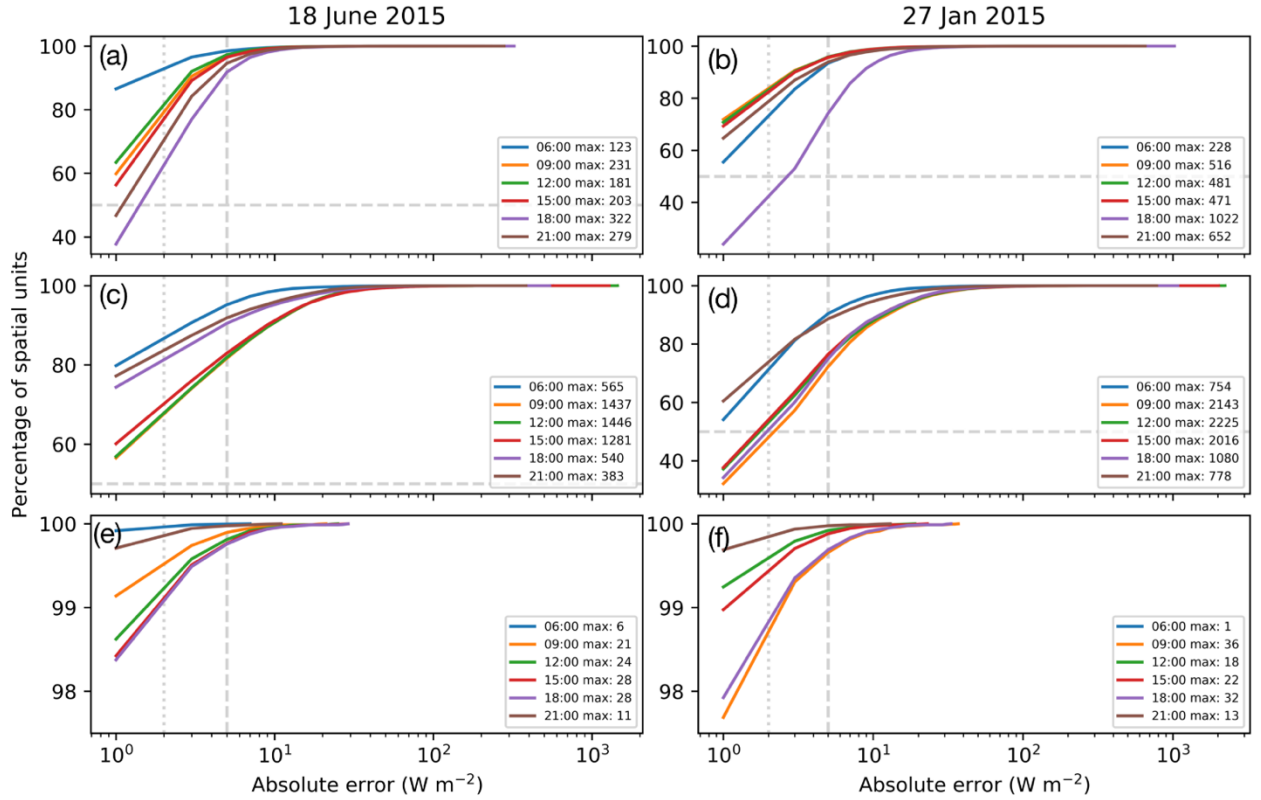 18 June 2015
27 Jan 2015
Percentage of spatial units
(a)
100
80
60
40
06:00 max: 123
09:00 max: 231
12:00 max: 181
15:00 max: 203
18:00 max: 322
21:00 max: 279
(b)
100
80
60
40
06:00 max: 228
09:00 max: 516
12:00 max: 481
15:00 max: 471
18:00 max: 1022
21:00 max: 652
(c)
100
80
60
06:00 max: 565
09:00 max: 1437
12:00 max: 1446
15:00 max: 1281
18:00 max: 540
21:00 max: 383
(d)
100
80
60
40
06:00 max: 754
09:00 max: 2143
12:00 max: 2225
15:00 max: 2016
18:00 max: 1080
21:00 max: 778
(e)
100
99
98
06:00 max: 6
09:00 max: 21
12:00 max: 24
15:00 max: 28
18:00 max: 28
21:00 max: 11
10⁰ 10¹ 10² 10³
Absolute error (W m⁻²)
(f)
100
99
98
06:00 max: 1
09:00 max: 36
12:00 max: 18
15:00 max: 22
18:00 max: 32
21:00 max: 13
10⁰ 10¹ 10² 10³
Absolute error (W m⁻²)